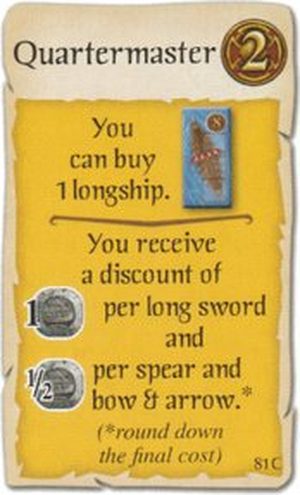 Quartermaster 2
You
can buy
1 longship.
8
You receive
a discount of
1 per long sword
and
1/2 per spear and
bow & arrow.*
(*round down
the final cost)
81C